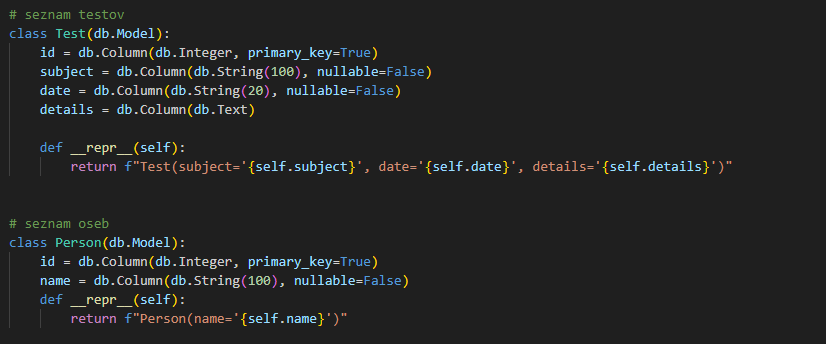 # seznam testov
class Test(db.Model):
    id = db.Column(db.Integer, primary_key=True)
    subject = db.Column(db.String(100), nullable=False)
    date = db.Column(db.String(20), nullable=False)
    details = db.Column(db.Text)

    def __repr__(self):
        return f"Test(subject='{self.subject}', date='{self.date}', details='{self.details}')"


# seznam oseb
class Person(db.Model):
    id = db.Column(db.Integer, primary_key=True)
    name = db.Column(db.String(100), nullable=False)
    def __repr__(self):
        return f"Person(name='{self.name}')"